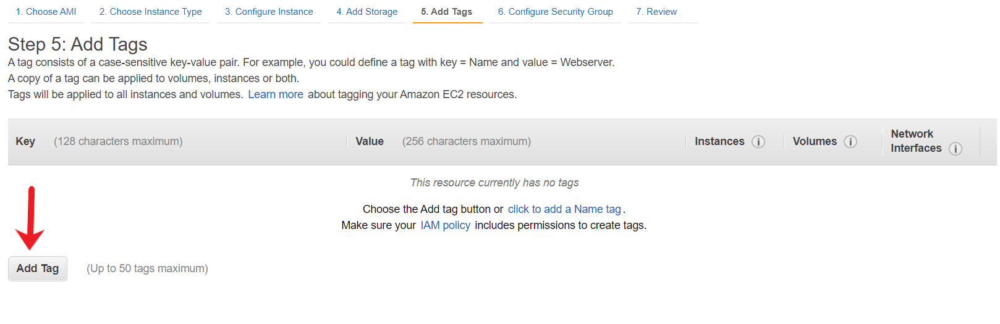 1. Choose AMI 2. Choose Instance Type 3. Configure Instance 4. Add Storage 5. Add Tags 6. Configure Security Group 7. Review
Step 5: Add Tags
A tag consists of a case-sensitive key-value pair. For example, you could define a tag with key = Name and value = Webserver.
A copy of a tag can be applied to volumes, instances or both.
Tags will be applied to all instances and volumes. Learn more about tagging your Amazon EC2 resources.
Key (128 characters maximum) Value (256 characters maximum) Instances i Volumes i Network
Interfaces i
This resource currently has no tags
Choose the Add tag button or click to add a Name tag.
Make sure your IAM policy includes permissions to create tags.
Add Tag (Up to 50 tags maximum)